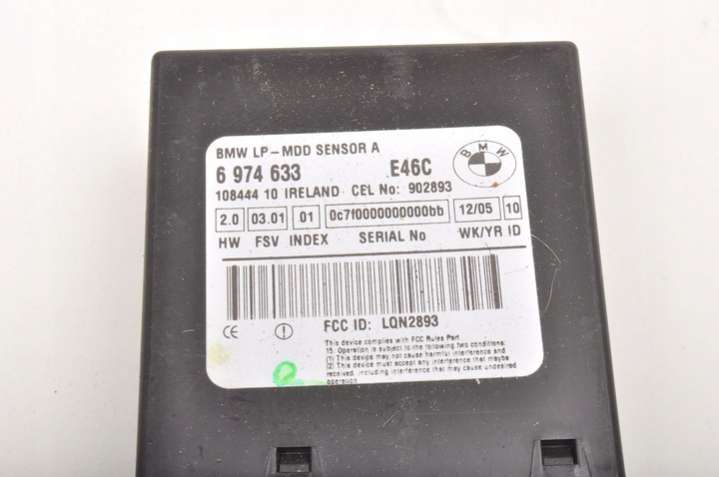 BMW LP-MDD SENSOR A
6 974 633 E46C
BMW
108444 10 IRELAND CEL No: 902893
2.0 03.01 01 0c7f0000000000bb 12/05 10
HW FSV INDEX SERIAL No WK/YR ID
CE FCC ID: LQN2893
This device complies with FCC Rules Part
15. Operation is subject to the following two conditions:
(1) This device may not cause harmful interference and
(2) This device must accept any interference that may be
received, including interference that may cause undesired
operation.